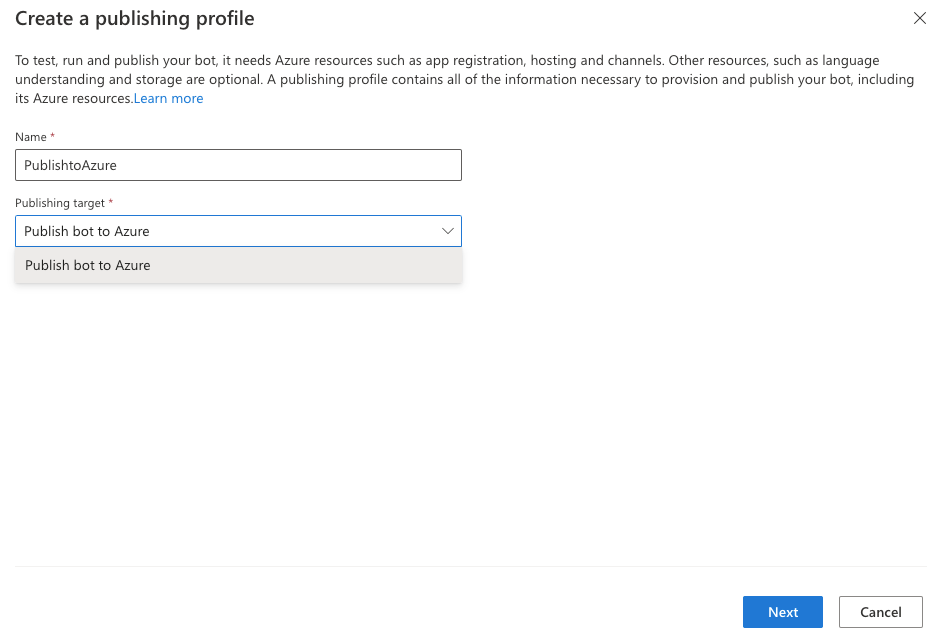 Create a publishing profile
To test, run and publish your bot, it needs Azure resources such as app registration, hosting and channels. Other resources, such as language
understanding and storage are optional. A publishing profile contains all of the information necessary to provision and publish your bot, including
its Azure resources.Learn more
Name *
PublishtoAzure
Publishing target *
Publish bot to Azure
Publish bot to Azure
Next
Cancel